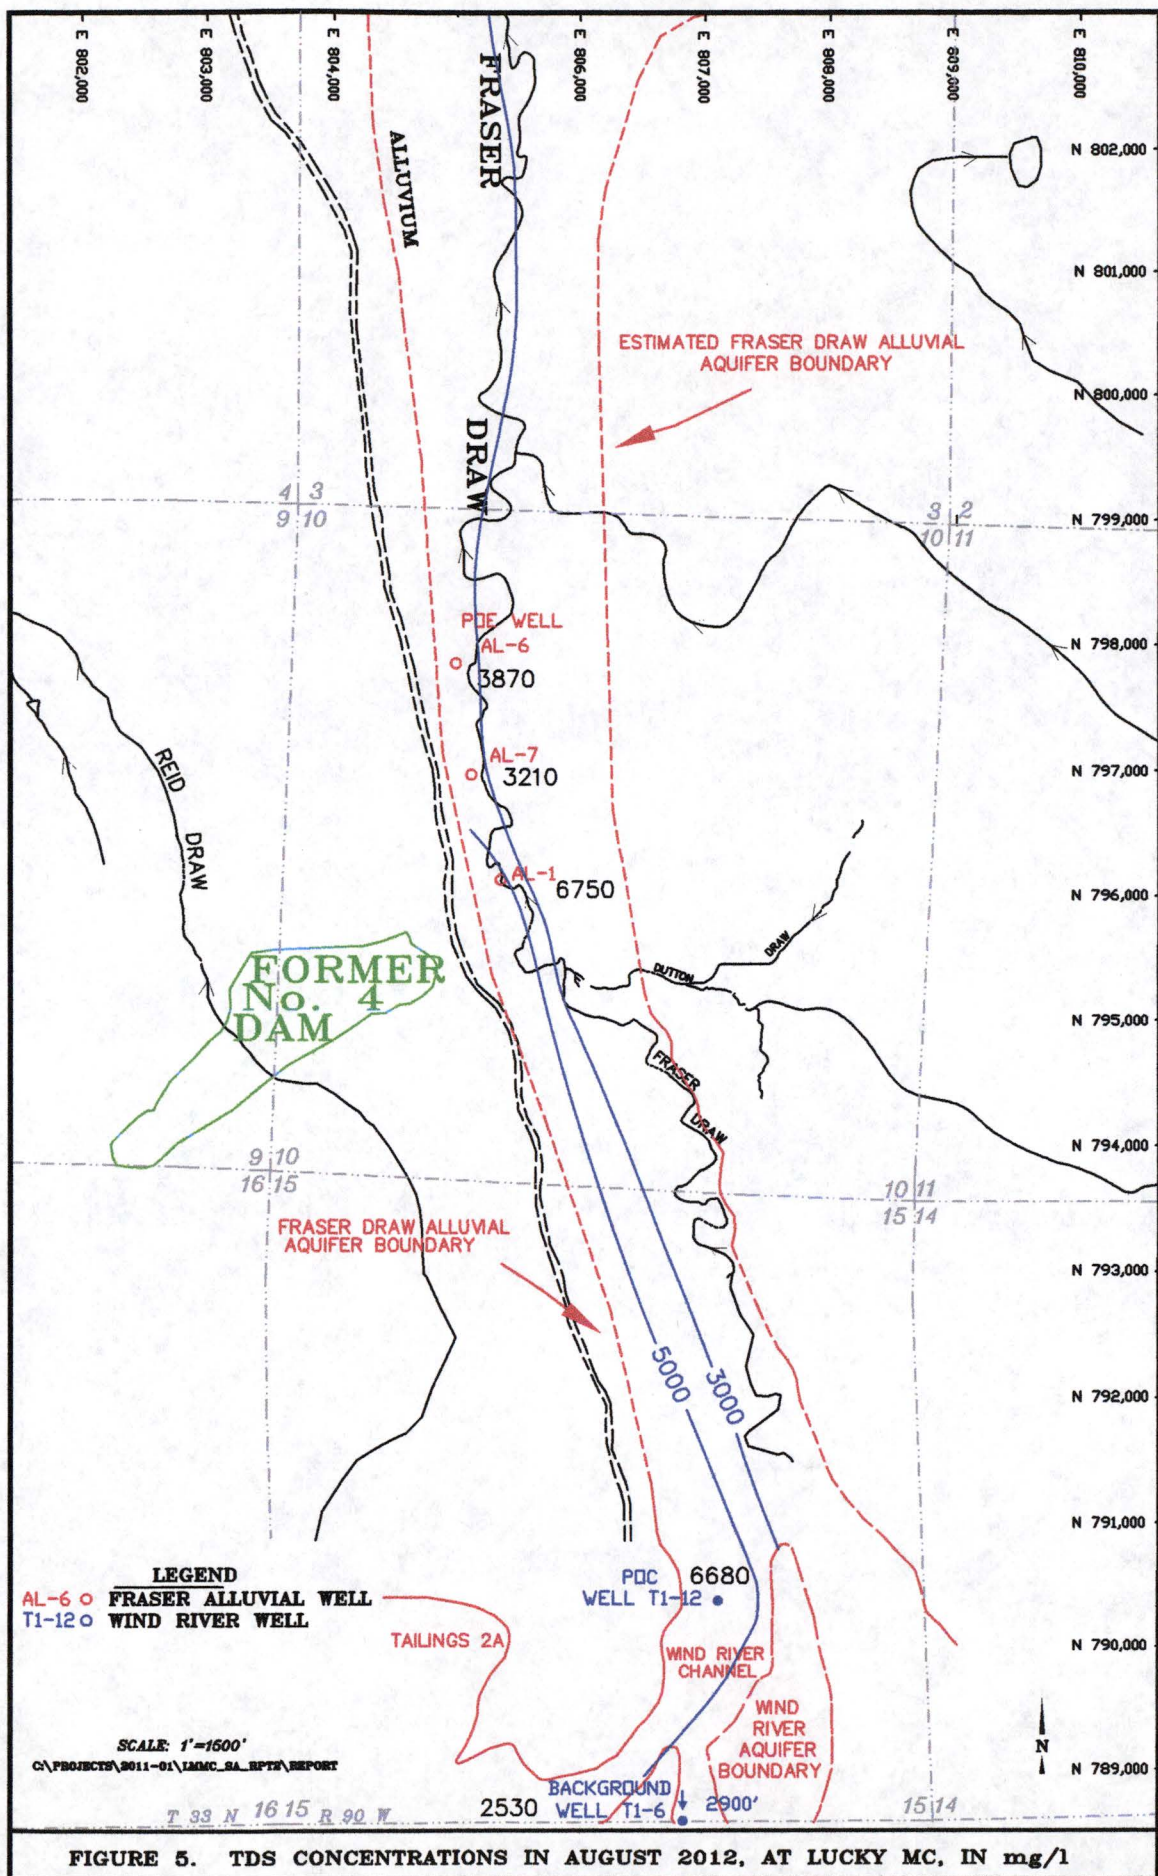 E 802,000
E 803,000
E 804,000
E 806,000
E 807,000
E 808,000
E 809,000
E 810,000
FRASER
ALLUVIUM
N 802,000
N 801,000
ESTIMATED FRASER DRAW ALLUVIAL
AQUIFER BOUNDARY
N 800,000
DRAW
4 3
9 10
3 2
10 11
N 799,000
POE WELL
AL-6
3870
N 798,000
AL-7
3210
N 797,000
REID
DRAW
AL-1
6750
N 796,000
FORMER
No. 4
DAM
DUTTON
DRAW
N 795,000
FRASER
DRAW
N 794,000
9 10
16 15
10 11
15 14
FRASER DRAW ALLUVIAL
AQUIFER BOUNDARY
N 793,000
5000
3000
N 792,000
N 791,000
LEGEND
AL-6 FRASER ALLUVIAL WELL
T1-12 WIND RIVER WELL
POC
WELL T1-12
6680
TAILINGS 2A
WIND RIVER
CHANNEL
N 790,000
WIND
RIVER
AQUIFER
BOUNDARY
N
SCALE: 1"=1600'
C:\PROJECTS\2011-01\LMMC_SA_RPTS\REPORT
N 789,000
2530
BACKGROUND
WELL T1-6
2900'
T 33 N 16 15 R 90 W
15 14
FIGURE 5. TDS CONCENTRATIONS IN AUGUST 2012, AT LUCKY MC, IN mg/l